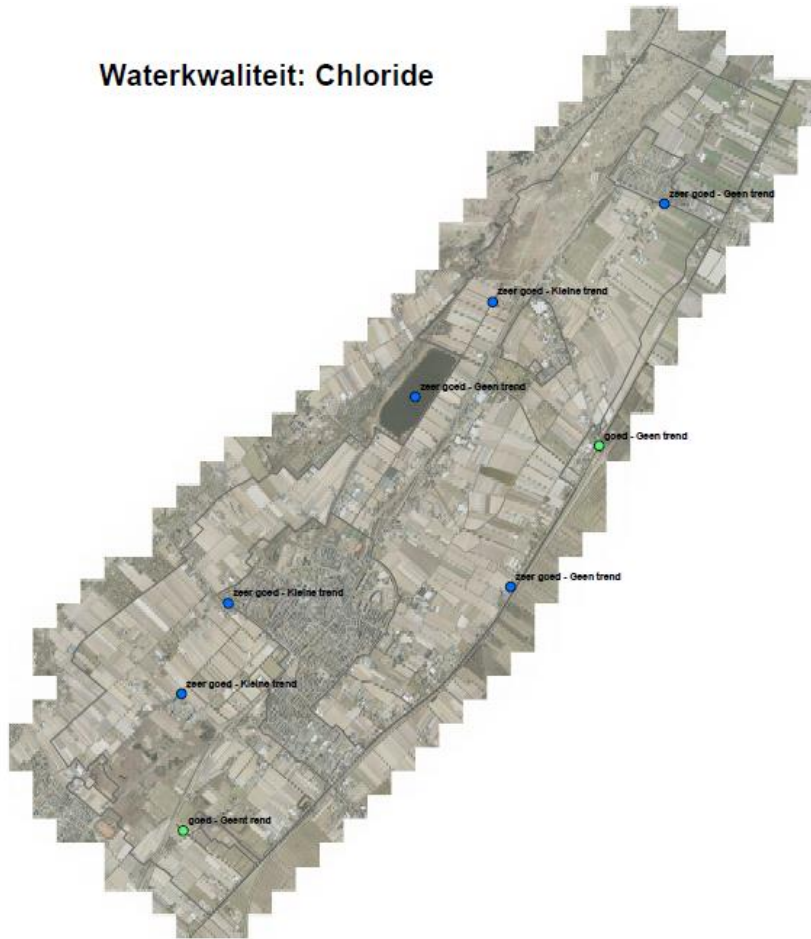 Waterkwaliteit: Chloride
zeer goed - Geen trend
zeer goed - Kleine trend
zeer goed - Geen trend
goed - Geen trend
zeer goed - Geen trend
zeer goed - Kleine trend
zeer goed - Kleine trend
goed - Geent rend